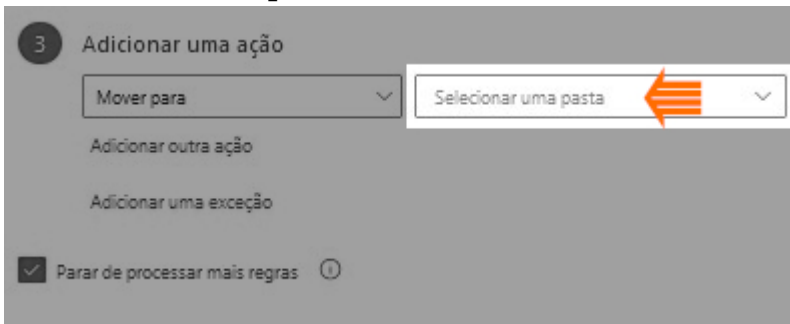 3 Adicionar uma ação
Mover para Selecionar uma pasta
Adicionar outra ação
Adicionar uma exceção
Parar de processar mais regras